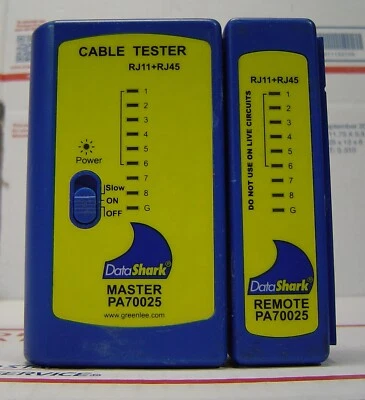 CABLE TESTER
RJ11+RJ45
1
2
3
4
5
6
7
8
G
Power
Slow
ON
OFF
DataShark®
MASTER
PA70025
www.greenlee.com
RJ11+RJ45
DO NOT USE ON LIVE CIRCUITS
1
2
3
4
5
6
7
8
G
DataShark®
REMOTE
PA70025